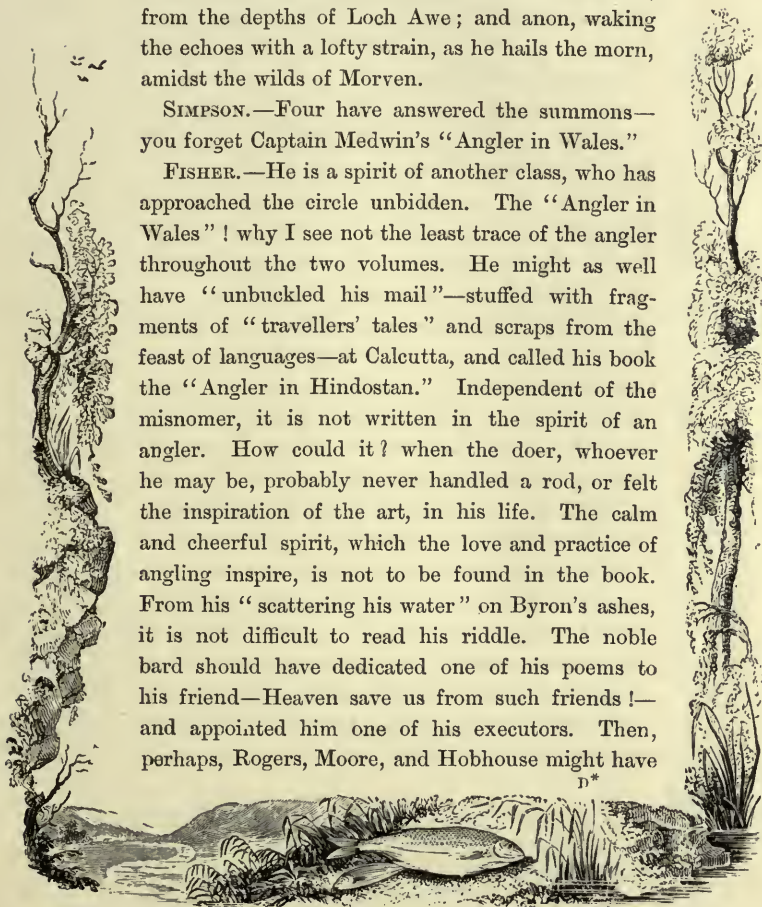 from the depths of Loch Awe; and anon, waking
the echoes with a lofty strain, as he hails the morn,
amidst the wilds of Morven.
SIMPSON.—Four have answered the summons—
you forget Captain Medwin's "Angler in Wales."
FISHER.—He is a spirit of another class, who has
approached the circle unbidden. The "Angler in
Wales"! why I see not the least trace of the angler
throughout the two volumes. He might as well
have "unbuckled his mail"—stuffed with frag-
ments of "travellers' tales" and scraps from the
feast of languages—at Calcutta, and called his book
the "Angler in Hindostan." Independent of the
misnomer, it is not written in the spirit of an
angler. How could it? when the doer, whoever
he may be, probably never handled a rod, or felt
the inspiration of the art, in his life. The calm
and cheerful spirit, which the love and practice of
angling inspire, is not to be found in the book.
From his "scattering his water" on Byron's ashes,
it is not difficult to read his riddle. The noble
bard should have dedicated one of his poems to
his friend—Heaven save us from such friends!—
and appointed him one of his executors. Then,
perhaps, Rogers, Moore, and Hobhouse might have
D*